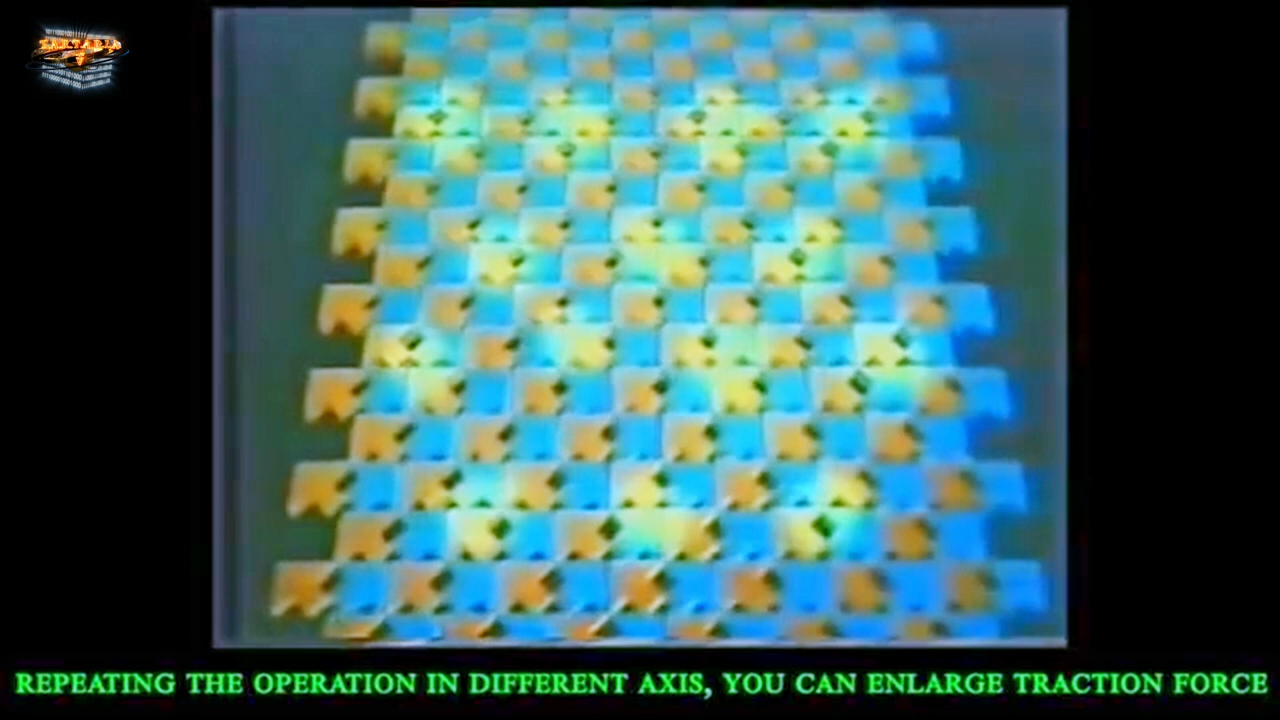 REPEATING THE OPERATION IN DIFFERENT AXIS, YOU CAN ENLARGE TRACTION FORCE